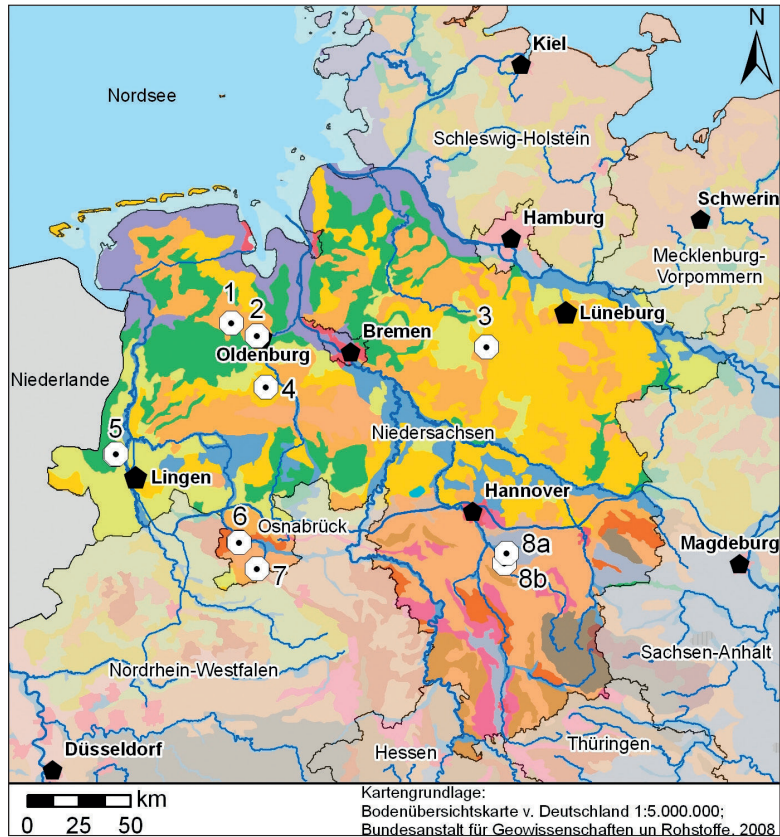 N
Kiel
Nordsee
Schleswig-Holstein
Schwerin
Hamburg
Mecklenburg-
Vorpommern
1
2
3
Lüneburg
Bremen
Oldenburg
Niederlande
4
Niedersachsen
5
Lingen
Hannover
6
Osnabrück
8a
Magdeburg
7
8b
Sachsen-Anhalt
Nordrhein-Westfalen
Düsseldorf
Hessen
Thüringen
km
0 25 50
Kartengrundlage:
Bodenübersichtskarte v. Deutschland 1:5.000.000;
Bundesanstalt für Geowissenschaften un Rohstoffe, 2008